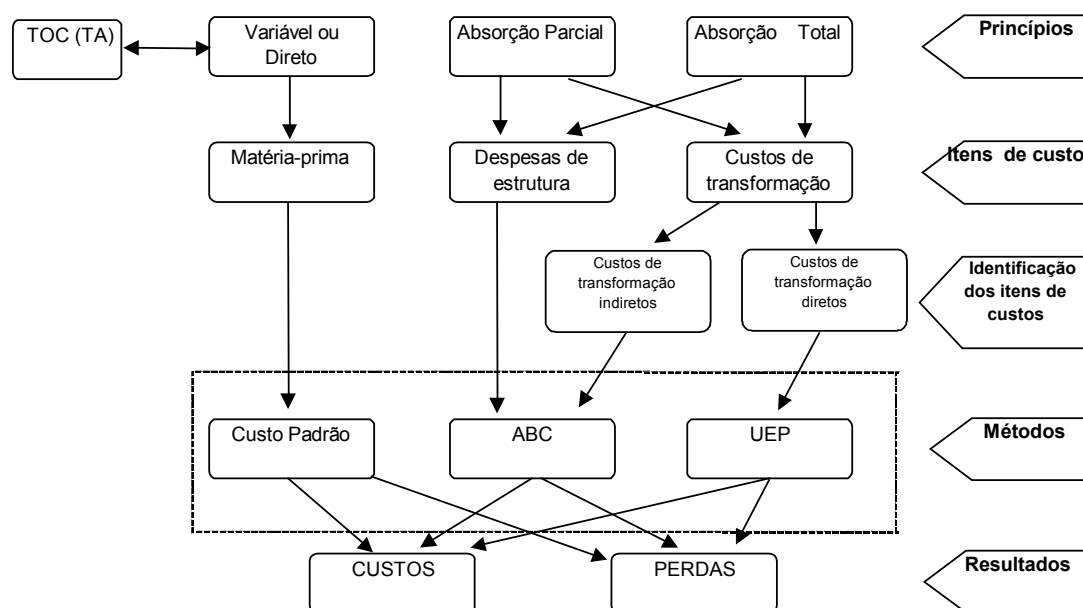 TOC (TA)
Variável ou
Direto
Absorção Parcial
Absorção Total
Princípios
Matéria-prima
Despesas de
estrutura
Custos de
transformação
Itens de custo
Custos de
transformação
indiretos
Custos de
transformação
diretos
Identificação
dos itens de
custos
Custo Padrão
ABC
UEP
Métodos
CUSTOS
PERDAS
Resultados